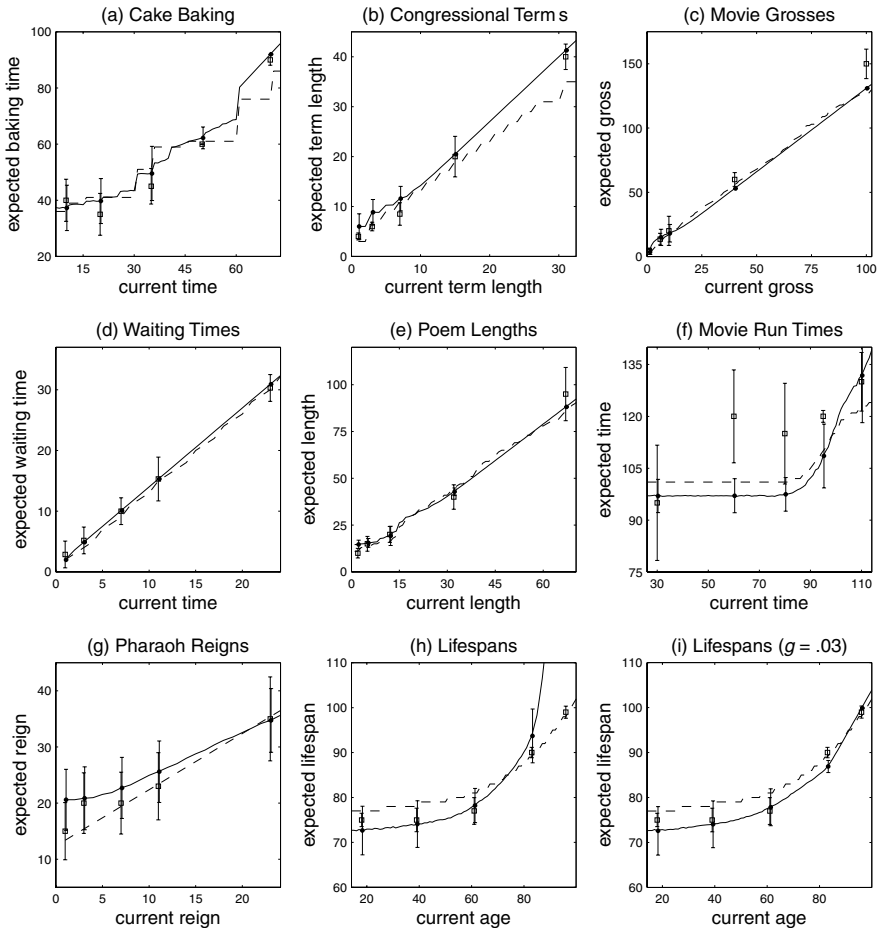 (a) Cake Baking
100
80
60
40
20
15 30 45 60
expected baking time
current time
(b) Congressional Terms
40
30
20
10
0
0 10 20 30
expected term length
current term length
(c) Movie Grosses
150
100
50
0
0 25 50 75 100
expected gross
current gross
(d) Waiting Times
30
20
10
0
0 10 20
expected waiting time
current time
(e) Poem Lengths
100
75
50
25
0
0 15 30 45 60
expected length
current length
(f) Movie Run Times
135
120
105
90
75
30 50 70 90 110
expected time
current time
(g) Pharaoh Reigns
40
30
20
10
0 10 20
expected reign
current reign
(h) Lifespans
110
100
90
80
70
60
20 40 60 80
expected lifespan
current age
(i) Lifespans (g = .03)
110
100
90
80
70
60
20 40 60 80
expected lifespan
current age